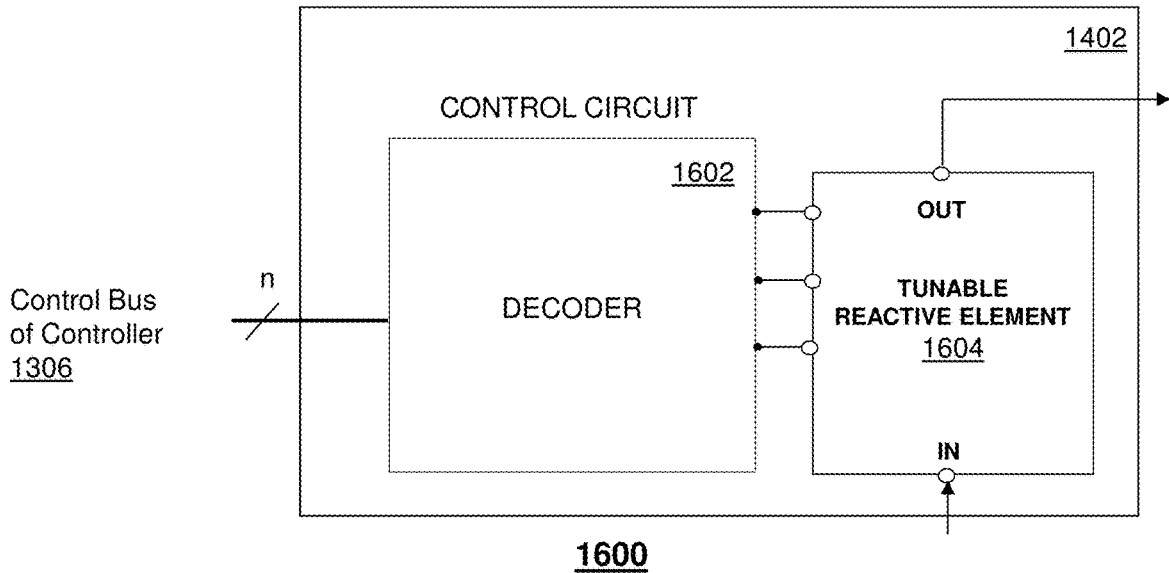 1402
CONTROL CIRCUIT
1602
OUT
n
DECODER
TUNABLE
REACTIVE ELEMENT
1604
Control Bus
of Controller
1306
IN
1600